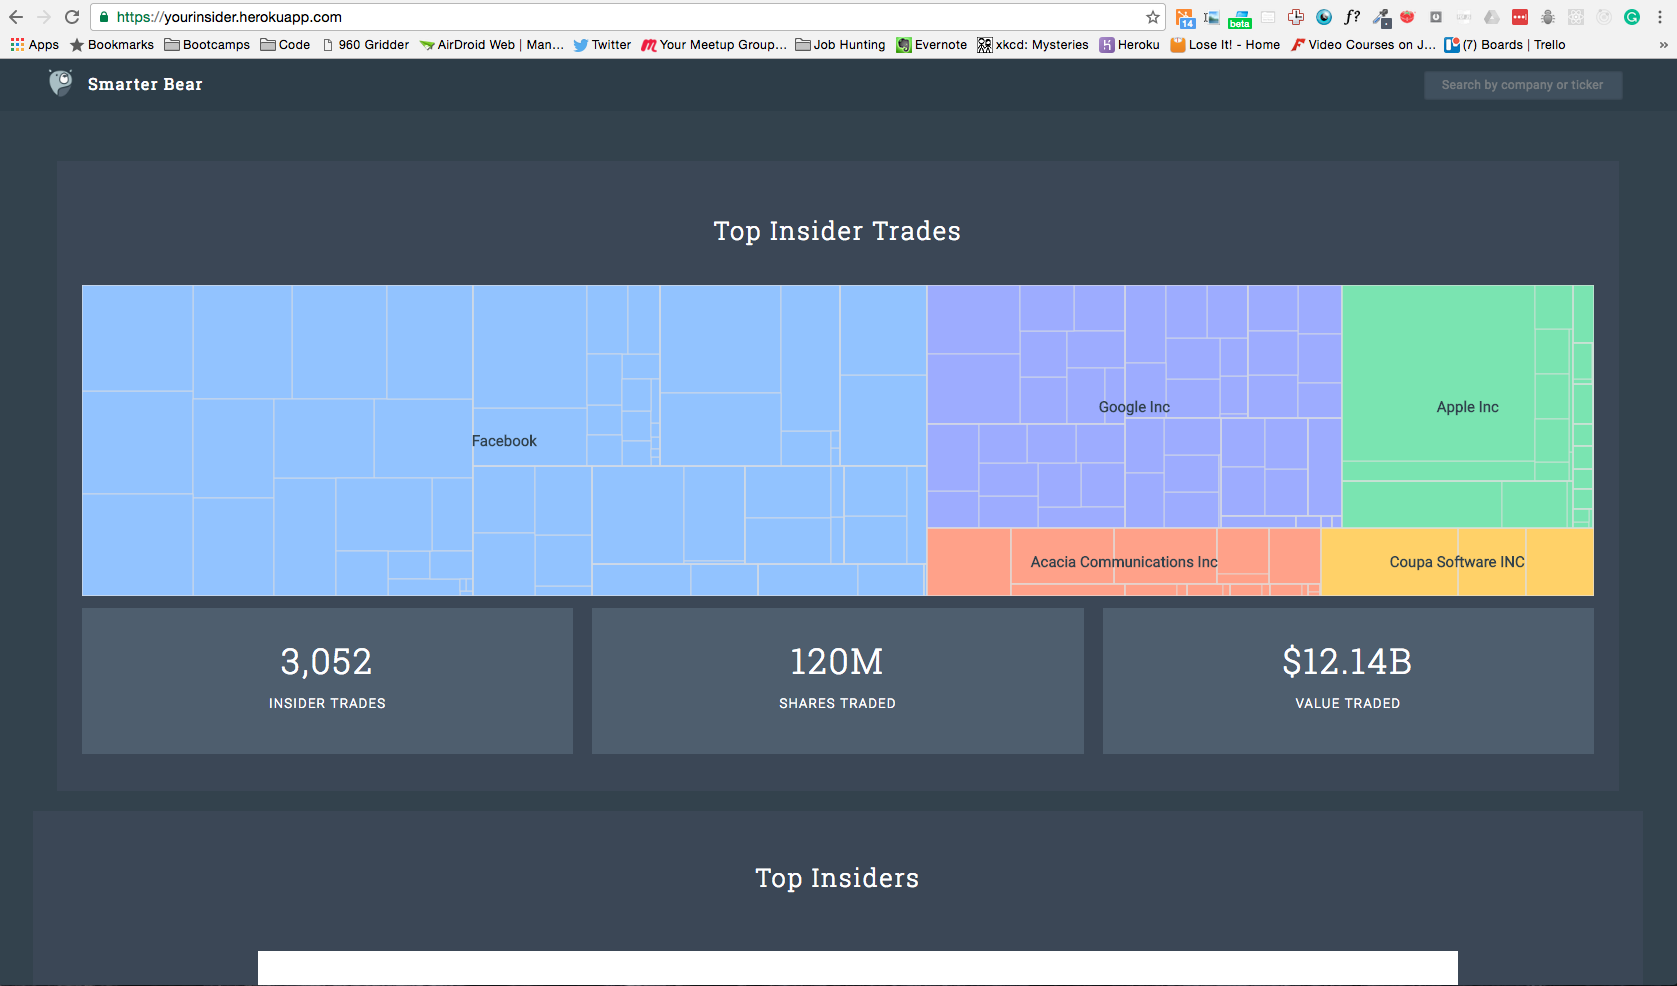 https://yourinsider.herokuapp.com
14
beta
f?
Apps Bookmarks Bootcamps Code 960 Gridder AirDroid Web | Man... Twitter Your Meetup Group... Job Hunting Evernote xkcd: Mysteries Heroku Lose It! - Home Video Courses on J... (7) Boards | Trello »
Smarter Bear
Search by company or ticker
Top Insider Trades
Facebook
Google Inc
Apple Inc
Acacia Communications Inc
Coupa Software INC
3,052
INSIDER TRADES
120M
SHARES TRADED
$12.14B
VALUE TRADED
Top Insiders